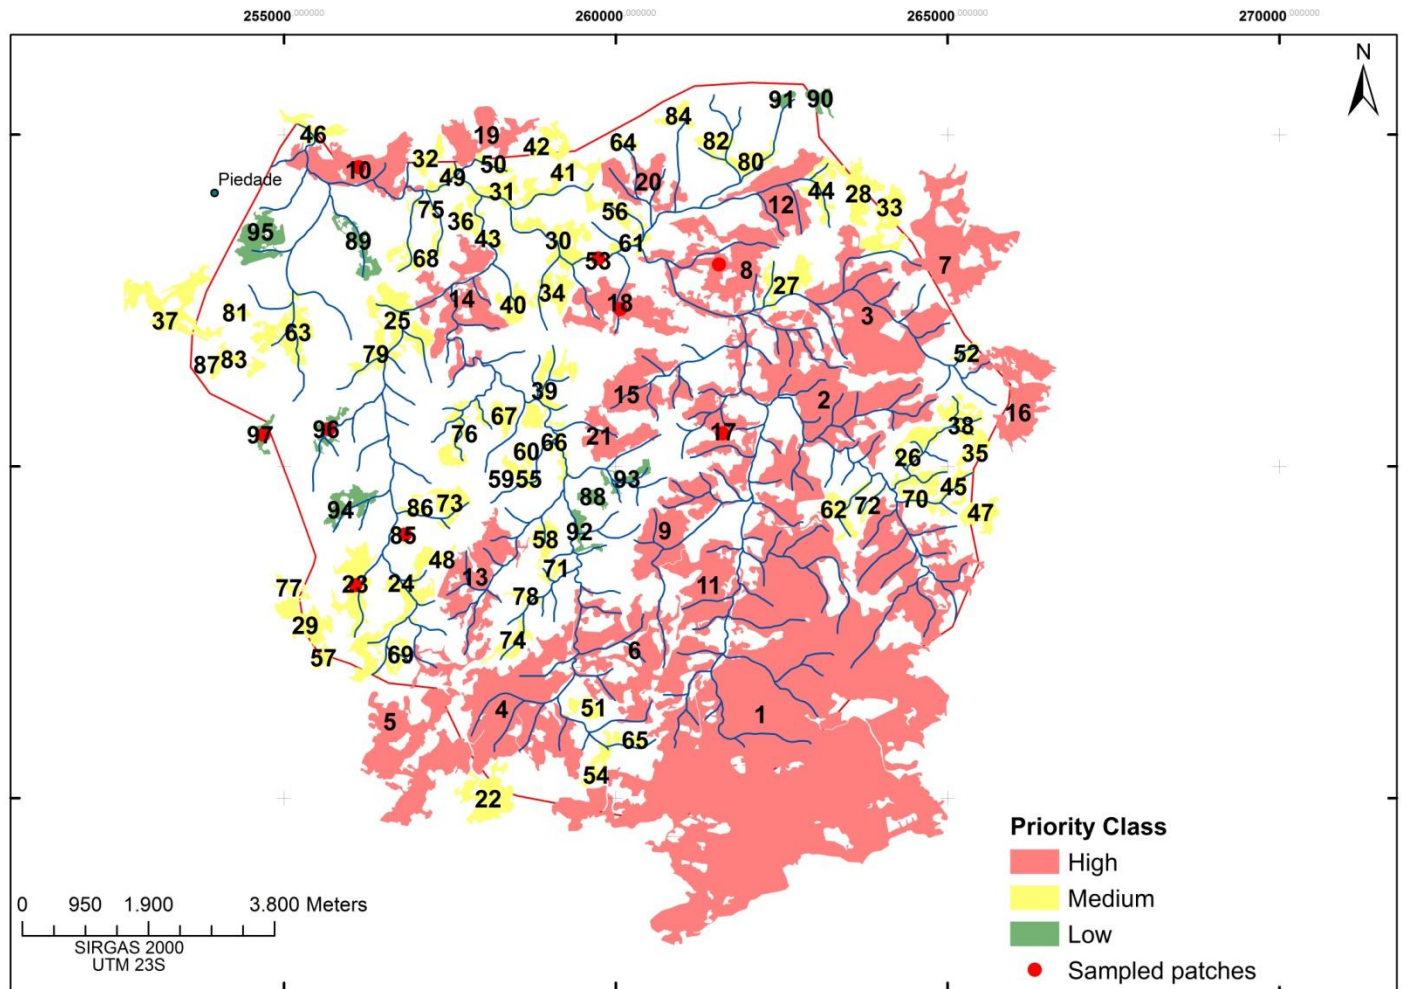 255000,000000 260000,000000 265000,000000 270000,000000
N
91 90
84
46 19 82
42 64
32 50 80
10 41
Piedade 49 20
31 44 28
75 56 12 33
36
95 89 43 30 61
68 53 7
8
34 27
14 40 18
81 3
37 25
63
83 79 52
87
39 15 2
67 16
97 96 76 21 17 38
66
60 26 35
59 55 93
88 45
86 73 70
94 62 72 47
85 92 9
58
48 71
77 23 24 13 11
78
29
74
57 69 6
5 4 51 1
65
54
22
Priority Class
High
Medium
Low
Sampled patches
0 950 1.900 3.800 Meters
SIRGAS 2000
UTM 23S